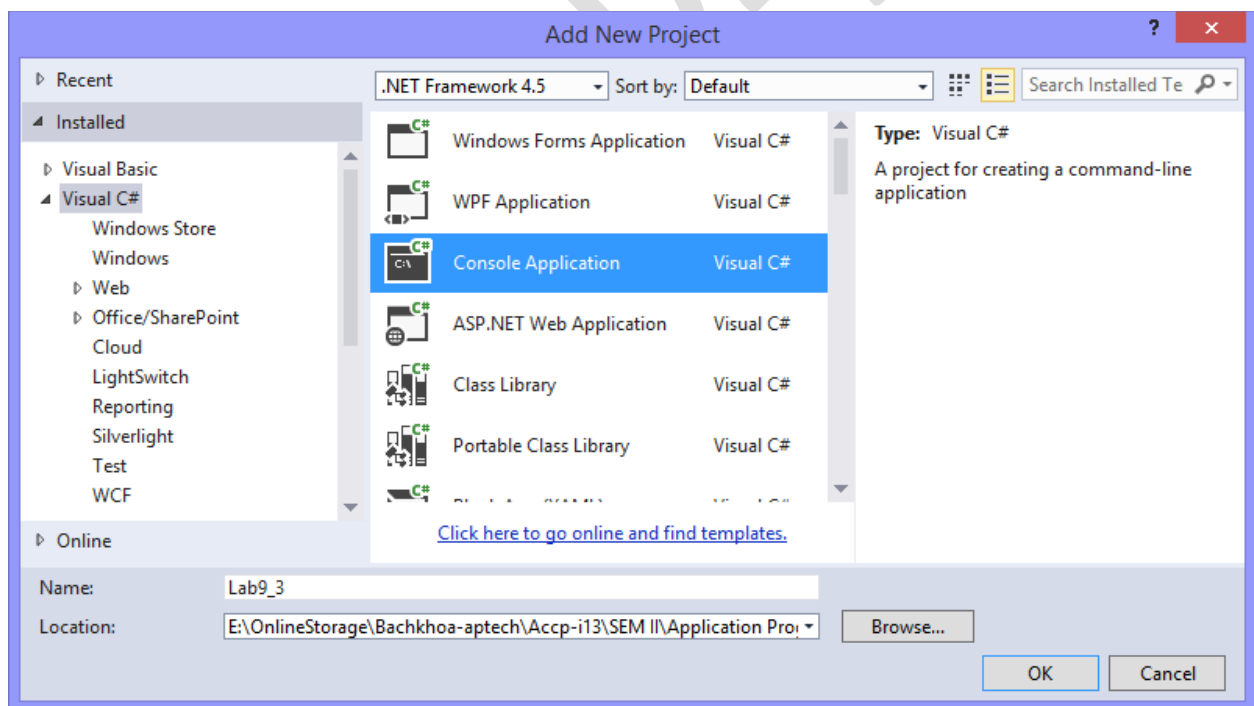 Add New Project
?
Recent
.NET Framework 4.5
Sort by:
Default
Search Installed Te
Installed
Visual Basic
Visual C#
Windows Store
Windows
Web
Office/SharePoint
Cloud
LightSwitch
Reporting
Silverlight
Test
WCF
Online
C#
Windows Forms Application Visual C#
C#
WPF Application Visual C#
C#
C:\
Console Application Visual C#
C#
ASP.NET Web Application Visual C#
C#
Class Library Visual C#
C#
Portable Class Library Visual C#
C#
Click here to go online and find templates.
Type: Visual C#
A project for creating a command-line
application
Name: Lab9_3
Location: E:\OnlineStorage\Bachkhoa-aptech\Accp-i13\SEM II\Application Pro
Browse...
OK Cancel